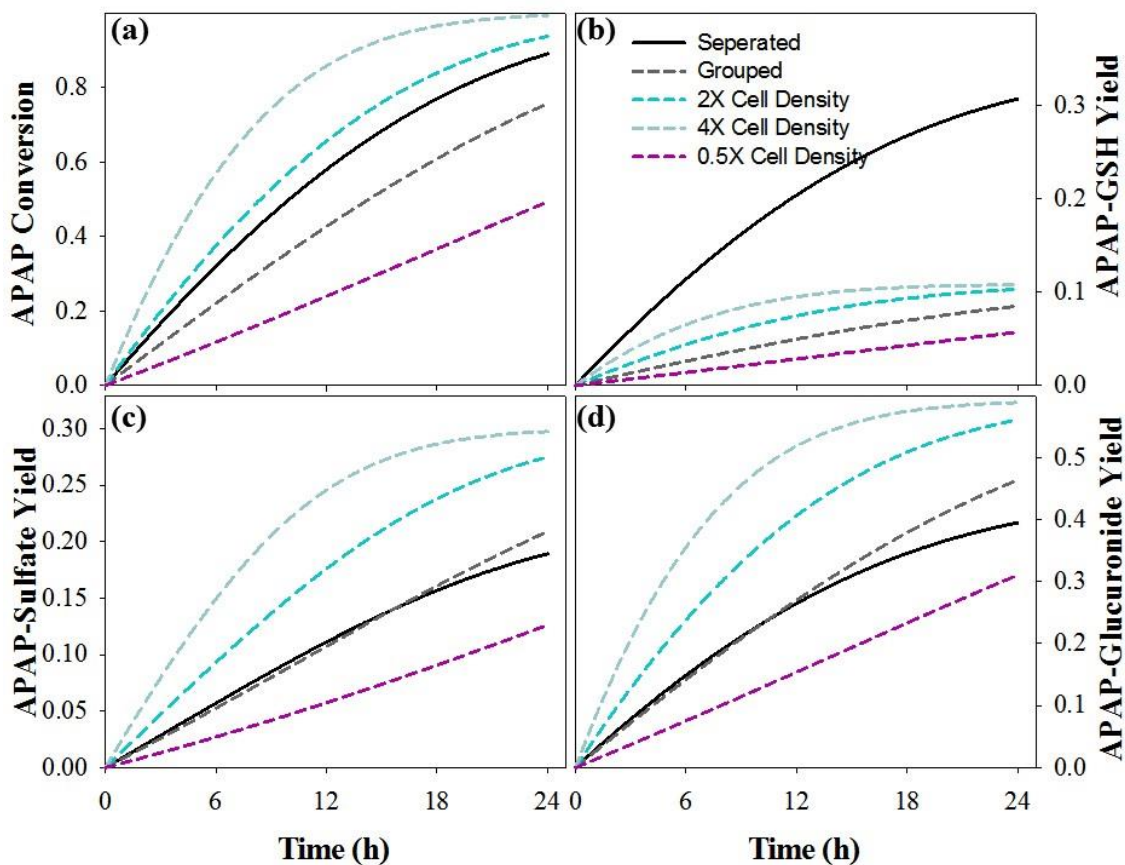 (a)
APAP Conversion
0.8
0.6
0.4
0.2
0.0
(b)
Seperated
Grouped
2X Cell Density
4X Cell Density
0.5X Cell Density
APAP-GSH Yield
0.3
0.2
0.1
0.0
(c)
APAP-Sulfate Yield
0.30
0.25
0.20
0.15
0.10
0.05
0.00
0 6 12 18 24
Time (h)
(d)
APAP-Glucuronide Yield
0.5
0.4
0.3
0.2
0.1
0.0
6 12 18 24
Time (h)